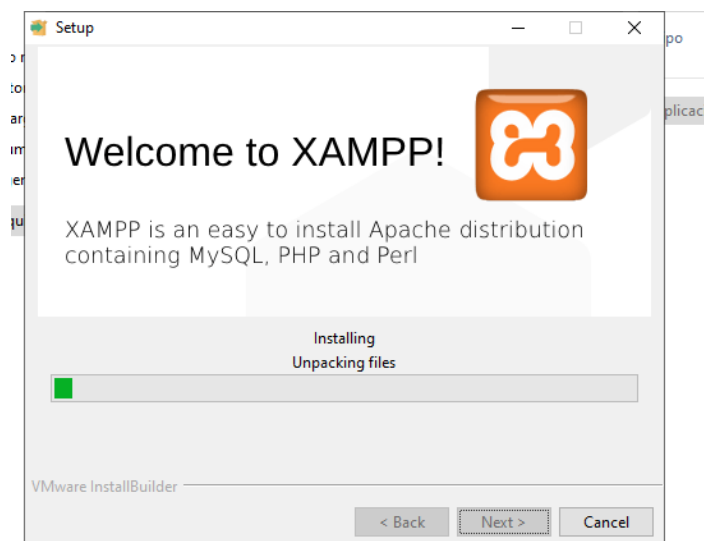 Setup
po
Welcome to XAMPP!
plicac
XAMPP is an easy to install Apache distribution
containing MySQL, PHP and Perl
Installing
Unpacking files
VMware InstallBuilder
< Back
Next >
Cancel